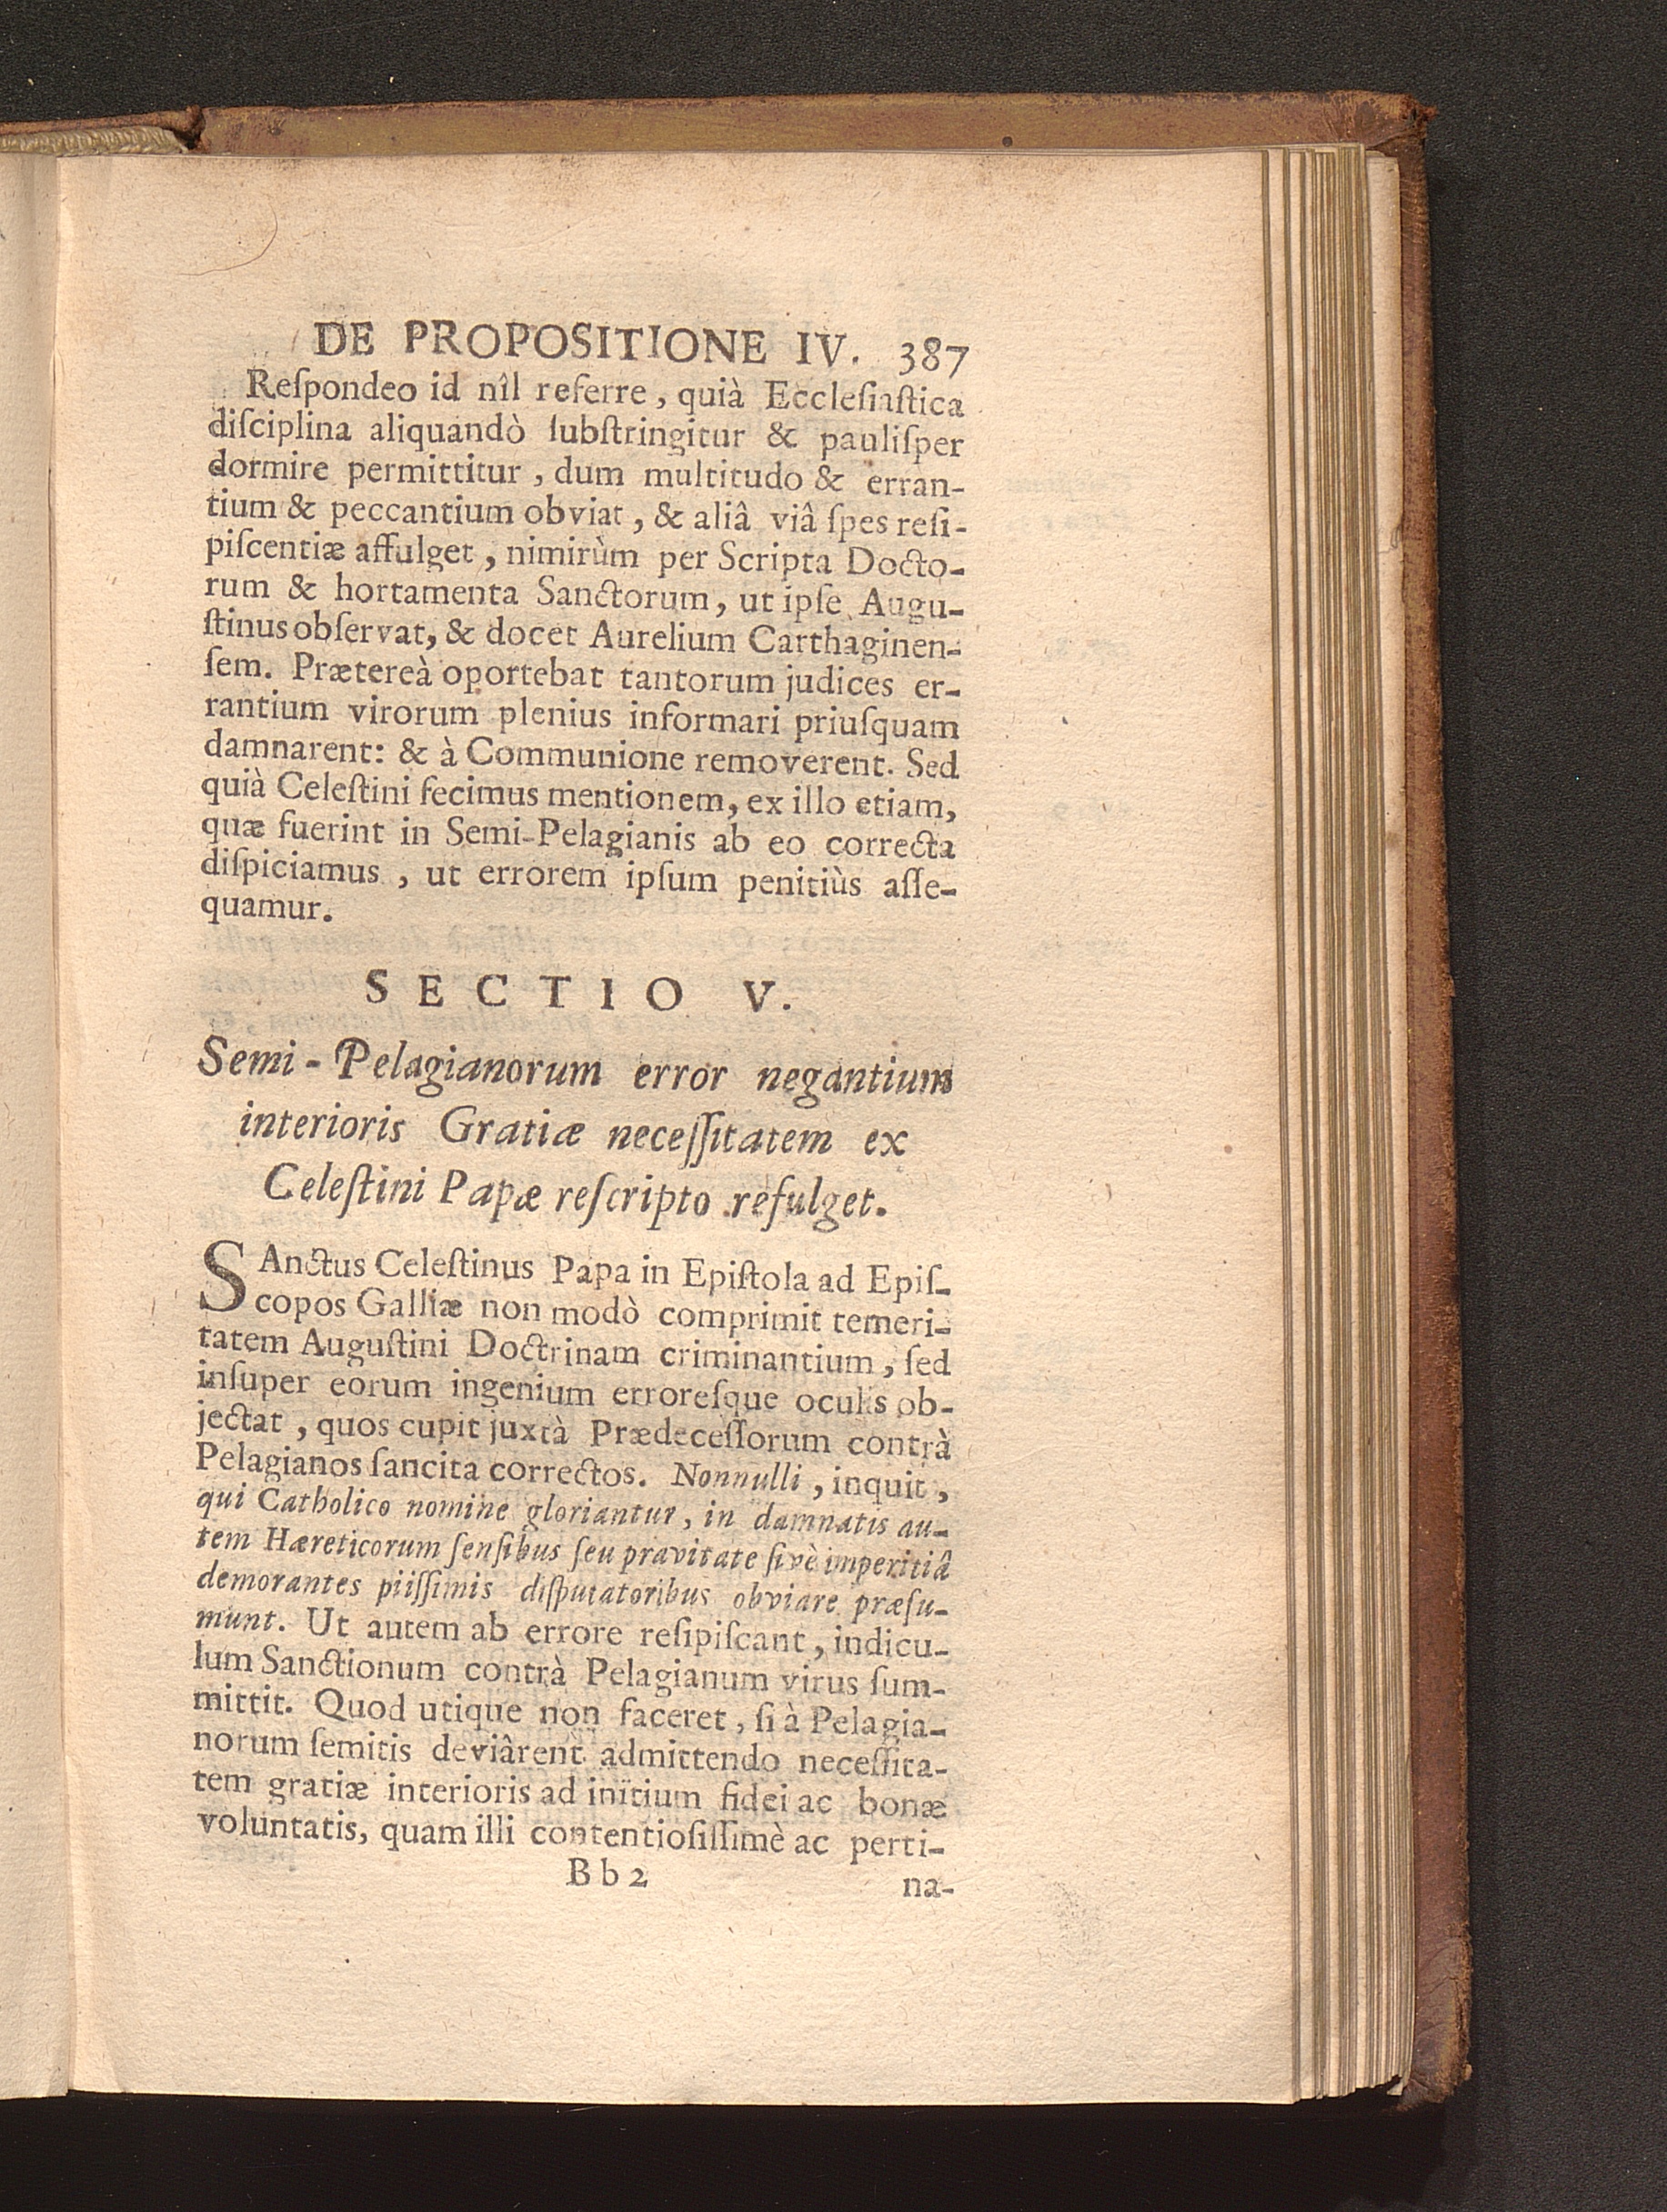 DE PROPOSITIONE IV. 387
Reſpondeo id nîl referre, quià Eccleſiaſtica
diſciplina aliquandò ſubſtringitur & pauliſper
dormire permittitur, dum multitudo & erran-
tium & peccantium obviat, & aliâ viâ ſpes reſi-
piſcentiæ affulget, nimirùm per Scripta Docto-
rum & hortamenta Sanctorum, ut ipſe Augu-
ſtinus obſervat, & docet Aurelium Carthaginen-
ſem. Prætereà oportebat tantorum judices er-
rantium virorum plenius informari priuſquam
damnarent: & à Communione removerent. Sed
quià Celeſtini fecimus mentionem, ex illo etiam,
quæ fuerint in Semi-Pelagianis ab eo correcta
diſpiciamus, ut errorem ipſum penitiùs aſſe-
quamur.
SECTIO V.
Semi-Pelagianorum error negantium
interioris Gratiæ neceſſitatem ex
Celeſtini Papæ reſcripto refulget.
SAnctus Celeſtinus Papa in Epiſtola ad Epiſ-
copos Galliæ non modò comprimit temeri-
tatem Auguſtini Doctrinam criminantium, ſed
inſuper eorum ingenium erroreſque oculis ob-
jectat, quos cupit juxtà Prædeceſſorum contrà
Pelagianos ſancita correctos. Nonnulli, inquit,
qui Catholico nomine gloriantur, in damnatis au-
tem Hæreticorum ſenſibus ſeu pravitate ſivè imperitiâ
demorantes piiſſimis diſputatoribus obviare præſu-
munt. Ut autem ab errore reſipiſcant, indicu-
lum Sanctionum contrà Pelagianum virus ſum-
mittit. Quod utique non faceret, ſi à Pelagia-
norum ſemitis deviârent admittendo neceſſita-
tem gratiæ interioris ad initium fidei ac bonæ
voluntatis, quam illi contentioſiſſimè ac perti-
Bb 2
na-